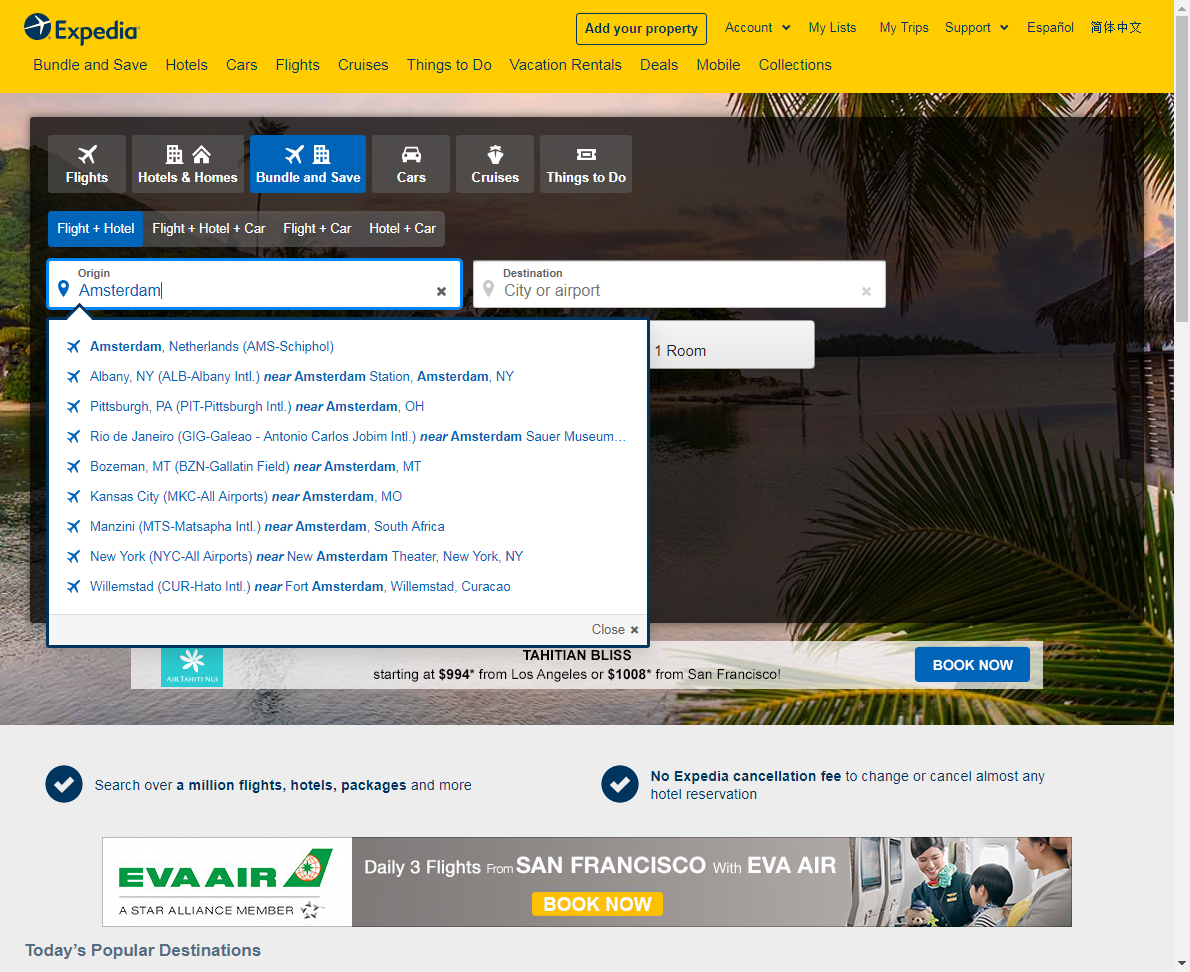 Expedia
Add your property
Account
My Lists
My Trips
Support
Español
简体中文
Bundle and Save
Hotels
Cars
Flights
Cruises
Things to Do
Vacation Rentals
Deals
Mobile
Collections
Flights
Hotels & Homes
Bundle and Save
Cars
Cruises
Things to Do
Flight + Hotel
Flight + Hotel + Car
Flight + Car
Hotel + Car
Origin
Amsterdam
Destination
City or airport
1 Room
Amsterdam, Netherlands (AMS-Schiphol)
Albany, NY (ALB-Albany Intl.) near Amsterdam Station, Amsterdam, NY
Pittsburgh, PA (PIT-Pittsburgh Intl.) near Amsterdam, OH
Rio de Janeiro (GIG-Galeao - Antonio Carlos Jobim Intl.) near Amsterdam Sauer Museum...
Bozeman, MT (BZN-Gallatin Field) near Amsterdam, MT
Kansas City (MKC-All Airports) near Amsterdam, MO
Manzini (MTS-Matsapha Intl.) near Amsterdam, South Africa
New York (NYC-All Airports) near New Amsterdam Theater, New York, NY
Willemstad (CUR-Hato Intl.) near Fort Amsterdam, Willemstad, Curacao
Close
AIR TAHITI NUI
TAHITIAN BLISS
starting at $994* from Los Angeles or $1008* from San Francisco!
BOOK NOW
Search over a million flights, hotels, packages and more
No Expedia cancellation fee to change or cancel almost any
hotel reservation
EVA AIR
A STAR ALLIANCE MEMBER
Daily 3 Flights From SAN FRANCISCO With EVA AIR
BOOK NOW
Today's Popular Destinations